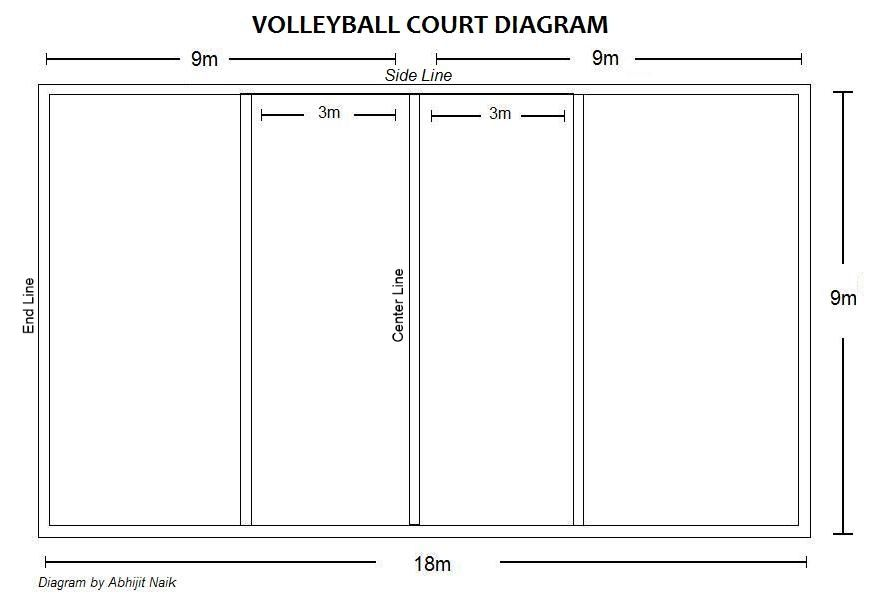 VOLLEYBALL COURT DIAGRAM
9m
9m
Side Line
3m
3m
End Line
Center Line
9m
18m
Diagram by Abhijit Naik